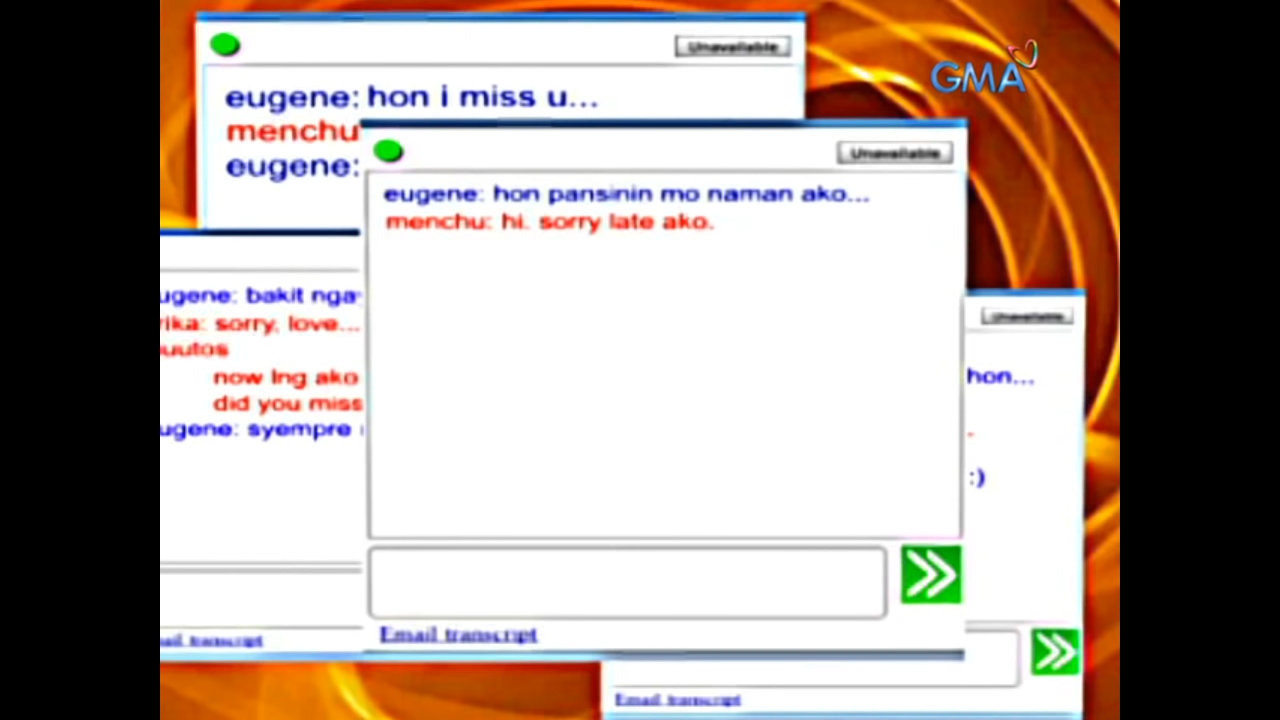 Unavailable
GMA
eugene: hon i miss u...
menchu
eugene:
Unavailable
eugene: hon pansinin mo naman ako...
menchu: hi. sorry late ako.
ugene: bakit nga
rika: sorry, love...
uutos
now lng ako
did you miss
ugene: syempre
Unavailable
hon...
:)
Email transcript
ail transcript
Email transcript